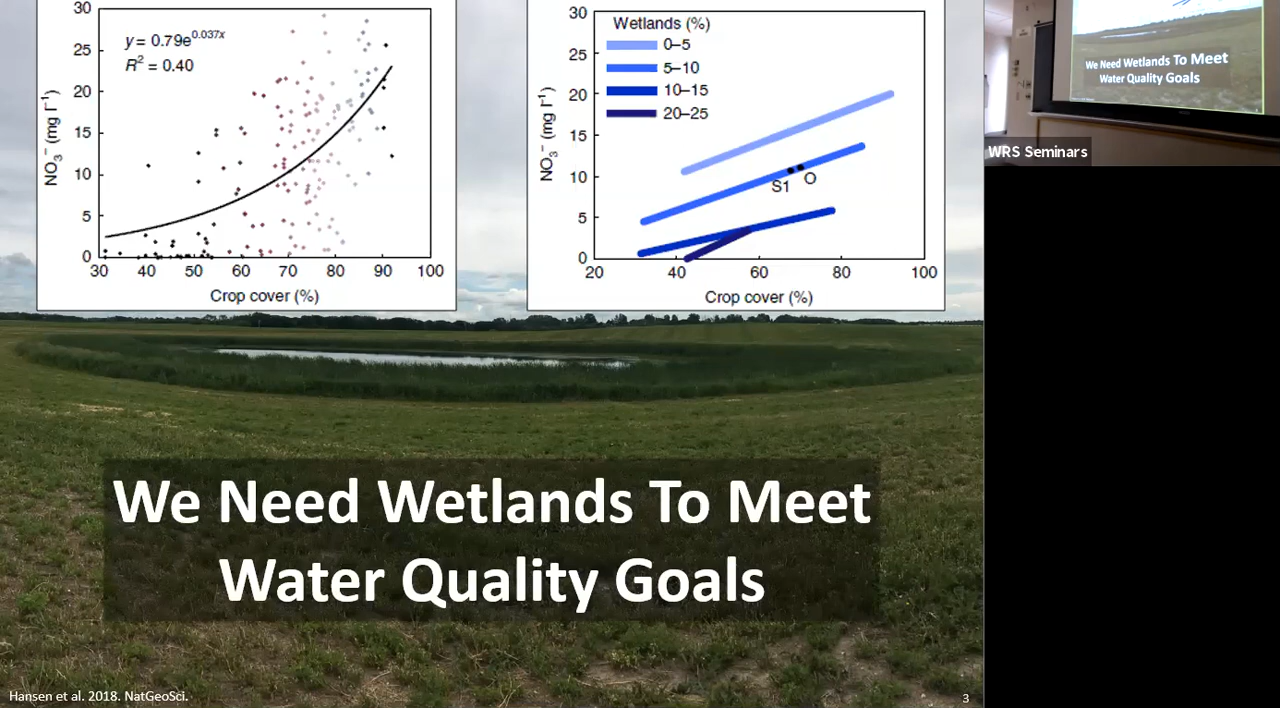 30
25
20
15
10
5
0
NO₃⁻ (mg l⁻¹)
y = 0.79e^0.037x
R² = 0.40
30 40 50 60 70 80 90 100
Crop cover (%)
30
25
20
15
10
5
0
NO₃⁻ (mg l⁻¹)
Wetlands (%)
0–5
5–10
10–15
20–25
S1 O
20 40 60 80 100
Crop cover (%)
We Need Wetlands To Meet
Water Quality Goals
Hansen et al. 2018. NatGeoSci.
3
We Need Wetlands To Meet
Water Quality Goals
WRS Seminars